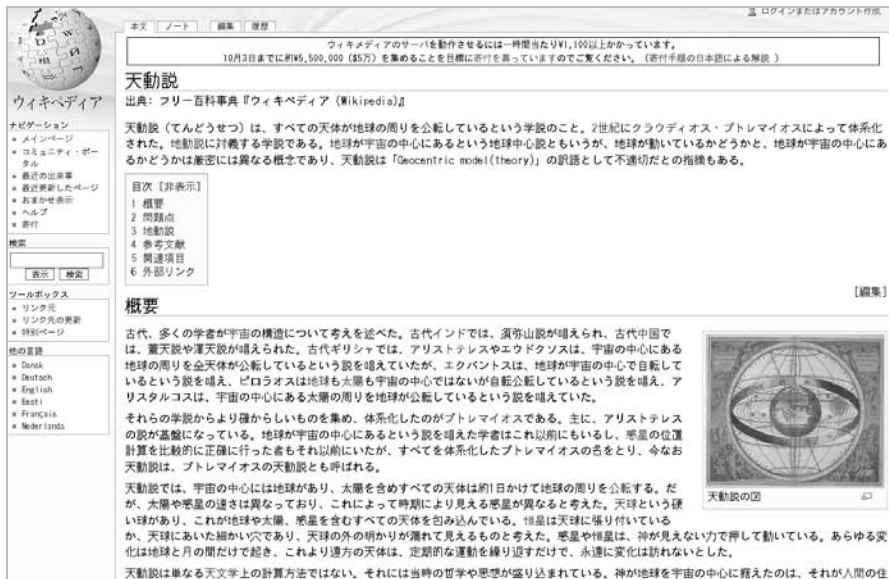 ログインまたはアカウント作成
本文 ノート 編集 履歴
ウィキメディアのサーバを動作させるには一時間当たり¥1,100以上かかっています。
10月3日までに約¥5,500,000 ($5万) を集めることを目標に寄付を募っていますのでご覧ください。(寄付手順の日本語による解説 )
ウィキペディア
天動説
出典: フリー百科事典『ウィキペディア (Wikipedia)』
ナビゲーション
メインページ
コミュニティ・ポー
タル
最近の出来事
最近更新したページ
おまかせ表示
ヘルプ
寄付
検索
表示 検索
ツールボックス
リンク元
リンク先の更新
特別ページ
他の言語
Dansk
Deutsch
English
Eesti
Français
Nederlands
天動説(てんどうせつ)は、すべての天体が地球の周りを公転しているという学説のこと。2世紀にクラウディオス・プトレマイオスによって体系化
された。地動説に対義する学説である。地球が宇宙の中心にあるという地球中心説ともいうが、地球が動いているかどうかと、地球が宇宙の中心にあ
るかどうかは厳密には異なる概念であり、天動説は「Geocentric model(theory)」の訳語として不適切だとの指摘もある。
目次 [非表示]
1 概要
2 問題点
3 地動説
4 参考文献
5 関連項目
6 外部リンク
[編集]
概要
古代、多くの学者が宇宙の構造について考えを述べた。古代インドでは、須弥山説が唱えられ、古代中国で
は、蓋天説や渾天説が唱えられた。古代ギリシャでは、アリストテレスやエウドクソスは、宇宙の中心にある
地球の周りを全天体が公転しているという説を唱えていたが、エクパントスは、地球が宇宙の中心で自転して
いるという説を唱え、ピロラオスは地球も太陽も宇宙の中心ではないが自転公転しているという説を唱え、ア
リスタルコスは、宇宙の中心にある太陽の周りを地球が公転しているという説を唱えていた。
それらの学説からより確からしいものを集め、体系化したのがプトレマイオスである。主に、アリストテレス
の説が基盤になっている。地球が宇宙の中心にあるという説を唱えた学者はこれ以前にもいるし、惑星の位置
計算を比較的に正確に行った者もそれ以前にいたが、すべてを体系化したプトレマイオスの名をとり、今なお
天動説は、プトレマイオスの天動説とも呼ばれる。
天動説の図
天動説では、宇宙の中心には地球があり、太陽を含めすべての天体は約1日かけて地球の周りを公転する。だ
が、太陽や惑星の速さは異なっており、これによって時期により見える惑星が異なると考えた。天球という硬
い球があり、これが地球や太陽、惑星を含むすべての天体を包み込んでいる。恒星は天球に張り付いている
か、天球にあいた細かい穴であり、天球の外の明かりが漏れて見えるものと考えた。惑星や恒星は、神が見えない力で押して動いている。あらゆる変
化は地球と月の間だけで起き、これより遠方の天体は、定期的な運動を繰り返すだけで、永遠に変化は訪れないとした。
天動説は単なる天文学上の計算方法ではない。それには当時の哲学や思想が盛り込まれている。神が地球を宇宙の中心に据えたのは、それが人間の住